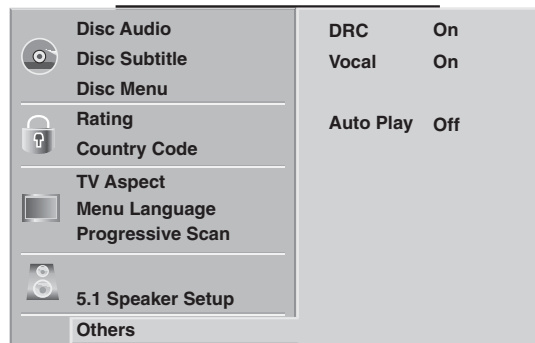 Disc Audio
Disc Subtitle
Disc Menu
Rating
Country Code
TV Aspect
Menu Language
Progressive Scan
5.1 Speaker Setup
Others
DRC On
Vocal On
Auto Play Off